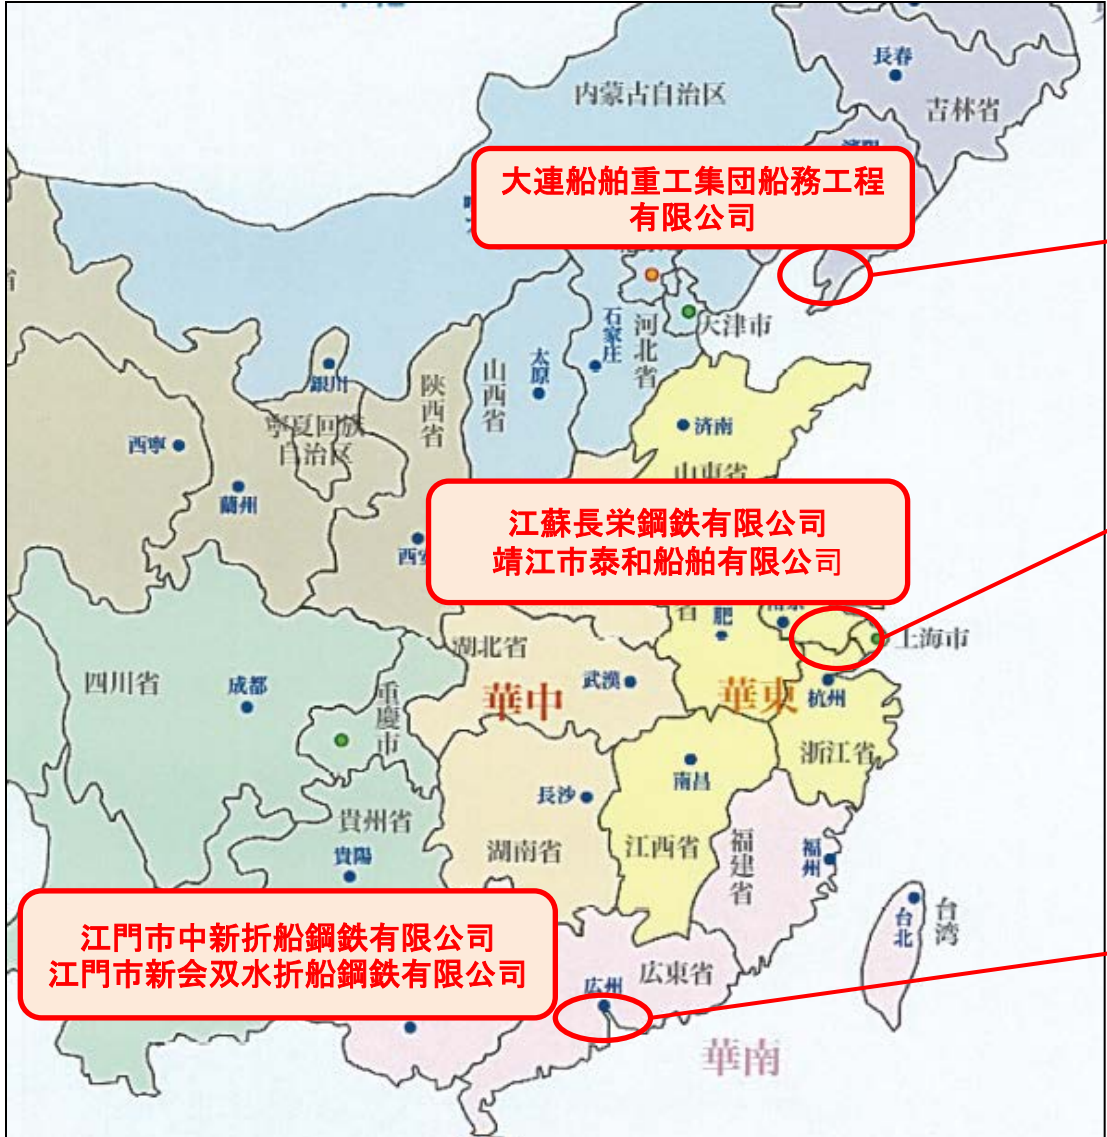 長春
内蒙古自治区
吉林省
大連船舶重工集団船務工程
有限公司
石家庄
河北省
天津市
太原
山西省
陝西省
銀川
寧夏回族
自治区
西寧
済南
山東省
蘭州
江蘇長栄鋼鉄有限公司
靖江市泰和船舶有限公司
西安
肥
省
上海市
湖北省
武漢
四川省
成都
重慶市
華中
華東
杭州
浙江省
南昌
長沙
貴州省
貴陽
湖南省
江西省
福建省
福州
台北
台湾
江門市中新折船鋼鉄有限公司
江門市新会双水折船鋼鉄有限公司
広東省
広州
華南